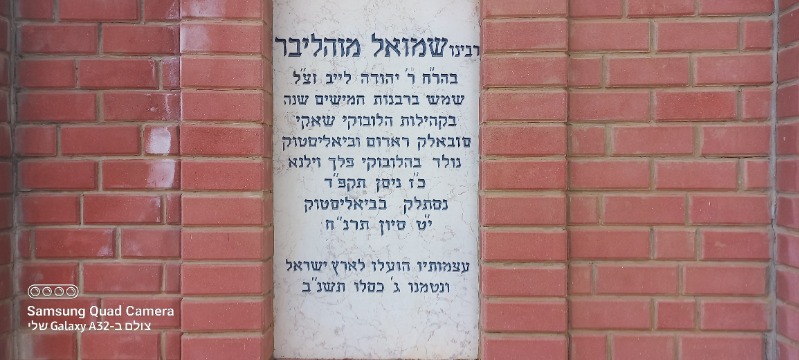 רבינו שמואל מוהליבר
בהר"ח ר' יהודה לייב זצ"ל
שמש ברבנות חמישים שנה
בקהילות הלובוקי שאקי
סובאלק ראדום וביאליסטוק
נולד בהלובוקי פלך וילנא
כ"ז ניסן תקפ"ד
נסתלק בביאליסטוק
י"ט סיון תרנ"ח
עצמותיו הועלו לארץ ישראל
ונטמנו ג' כסלו תשנ"ב
Samsung Quad Camera
צולם ב-Galaxy A32 שלי